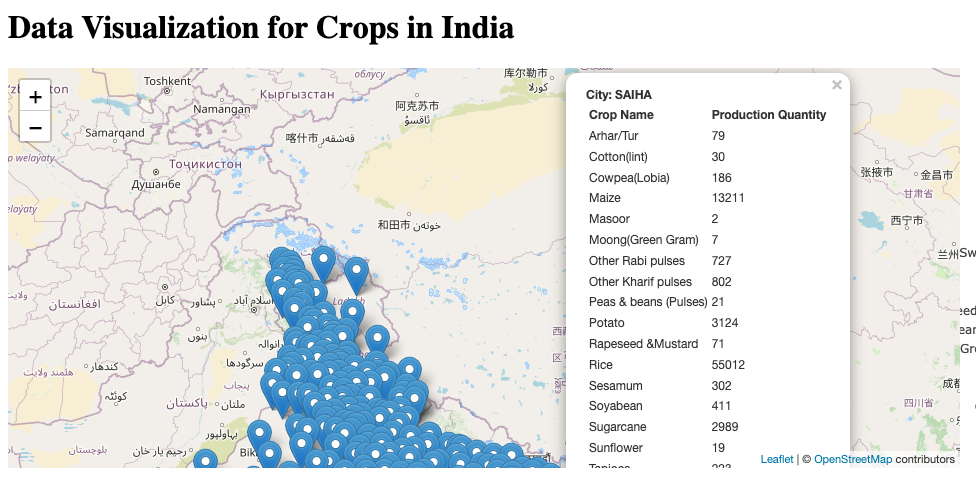 Data Visualization for Crops in India
+
−
City: SAIHA
×
Crop Name Production Quantity
Arhar/Tur 79
Cotton(lint) 30
Cowpea(Lobia) 186
Maize 13211
Masoor 2
Moong(Green Gram) 7
Other Rabi pulses 727
Other Kharif pulses 802
Peas & beans (Pulses) 21
Potato 3124
Rapeseed &Mustard 71
Rice 55012
Sesamum 302
Soyabean 411
Sugarcane 2989
Sunflower 19
Tapioca 223
Toshkent
облусу
Кыргызстан
Namangan
Samarqand
Тоҷикистон
Душанбе
库尔勒市
كورلا
阿克苏市
ئاقسۇ
喀什市 قەشقەر
和田市 خوتەن
张掖市
金昌市
甘肃省
西宁市
兰州
成都
四川省
افغانستان
کابل
پشاور
اسلام آباد
Ladakh
بنوں
سرگودھا
کندهار
هلمند ولايت
کوئٹہ
پنجاب
ملتان
پاکستان
بہاولپور
رحیم یار خان
بلوچستان
Leaflet | © OpenStreetMap contributors